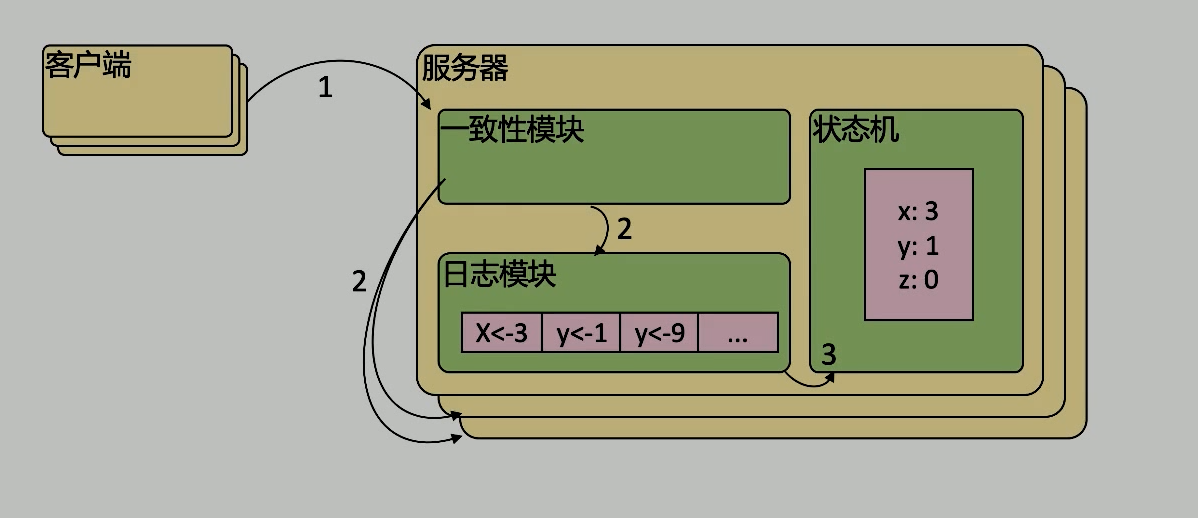 客户端
1
服务器
一致性模块
状态机
x: 3
y: 1
z: 0
2
2
日志模块
X<-3 y<-1 y<-9 ...
3